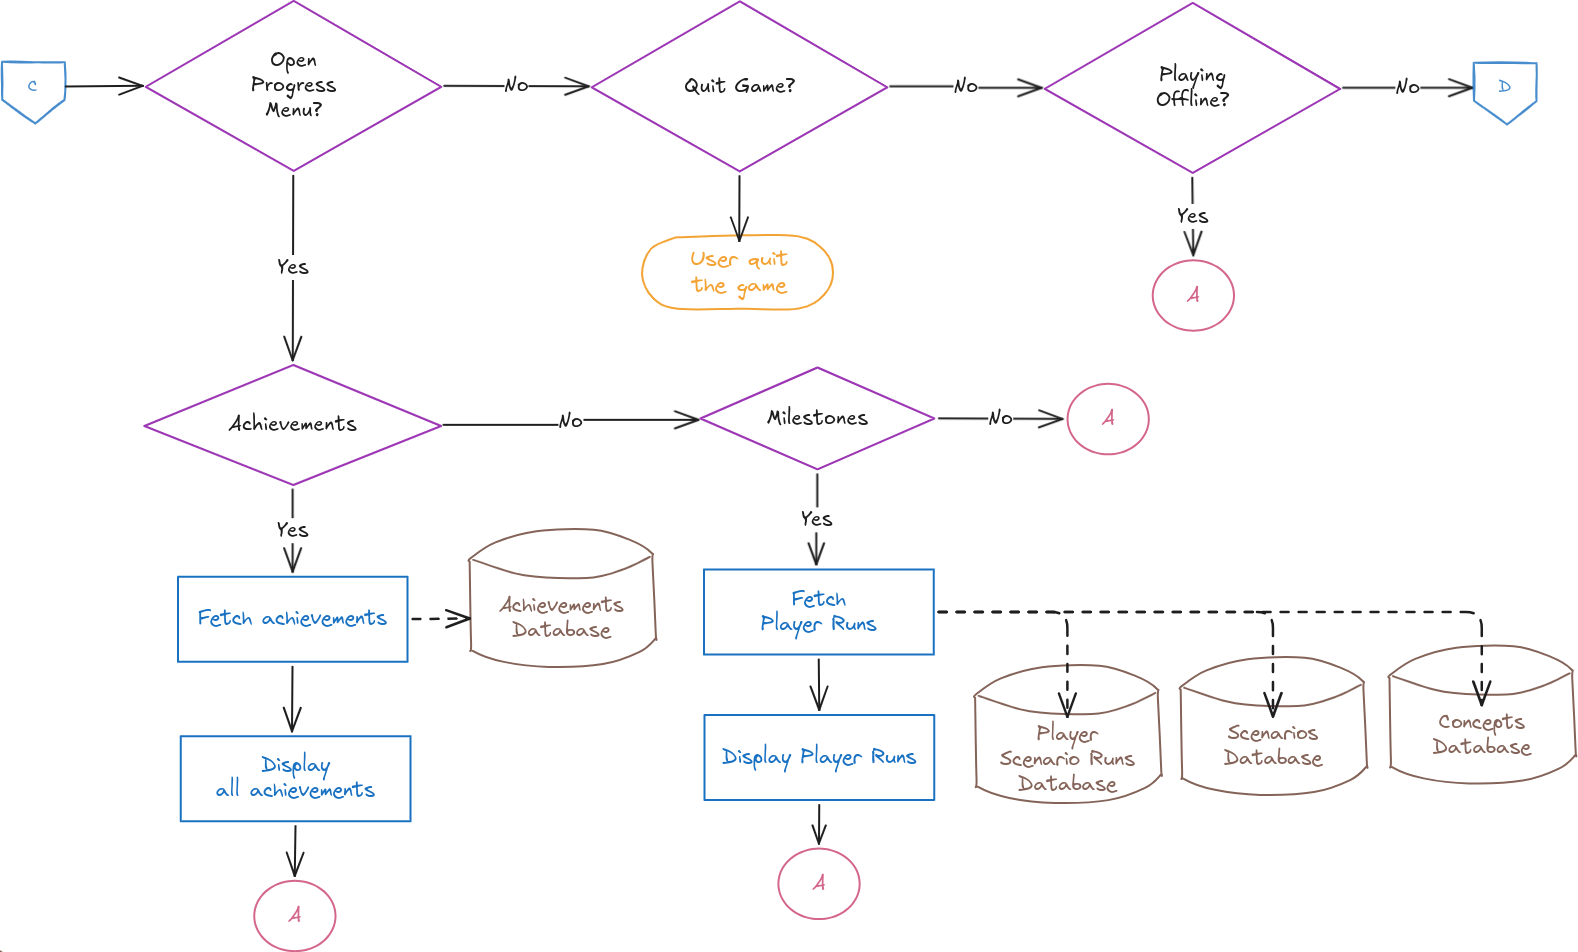 C
Open
Progress
Menu?
No
Quit Game?
No
Playing
Offline?
No
D
Yes
User quit
the game
Yes
A
Achievements
No
Milestones
No
A
Yes
Fetch achievements
Achievements
Database
Yes
Fetch
Player Runs
Display
all achievements
Display Player Runs
Player
Scenario Runs
Database
Scenarios
Database
Concepts
Database
A
A